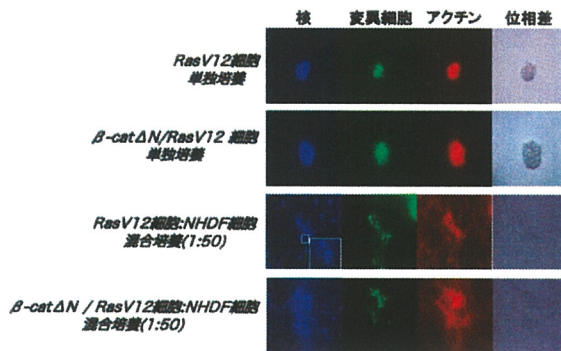 核 変異細胞 アクチン 位相差
RasV12細胞
単独培養
β-catΔN/RasV12 細胞
単独培養
RasV12細胞:NHDF細胞
混合培養(1:50)
β-catΔN / RasV12細胞:NHDF細胞
混合培養(1:50)